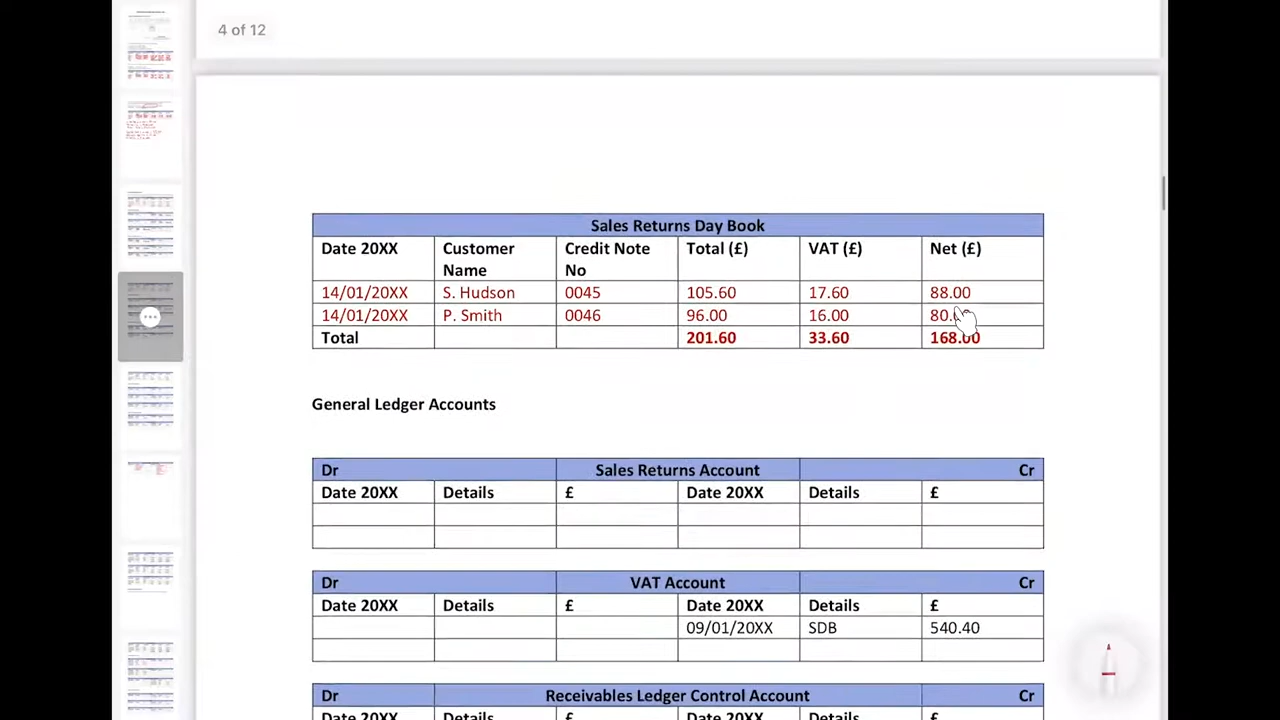 4 of 12
Sales Returns Day Book
Date 20XX Customer Name Credit Note No Total (£) VAT (£) Net (£)
14/01/20XX S. Hudson 0045 105.60 17.60 88.00
14/01/20XX P. Smith 0046 96.00 16.00
Total 201.60 33.60 168.00
General Ledger Accoun
Dr Sales Returns Account Cr
Date 20XX Details £ Date 20XX Details £
Dr VAT Account Cr
Date 20XX Details £ Date 20XX Details £
09/01/20XX SDB 540.40
Dr Receivables Ledger Control Account Cr